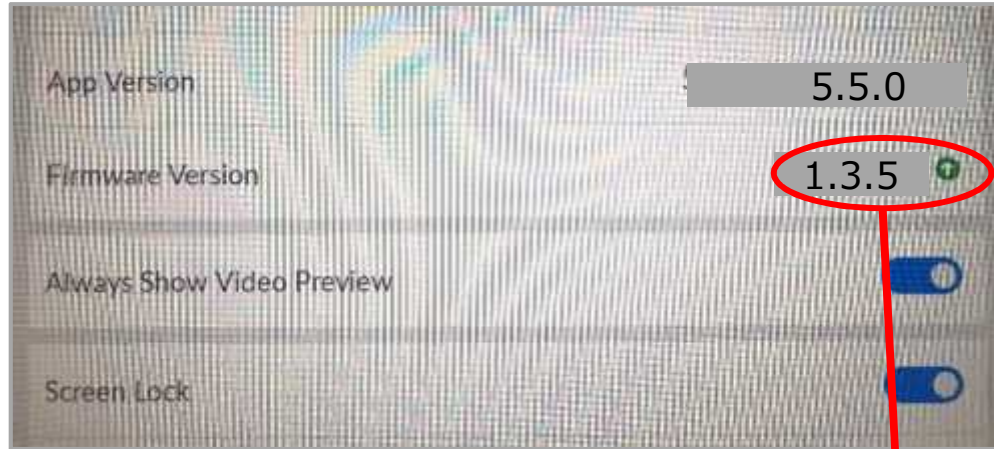 App Version 5.5.0
Firmware Version 1.3.5
Always Show Video Preview
Screen Lock